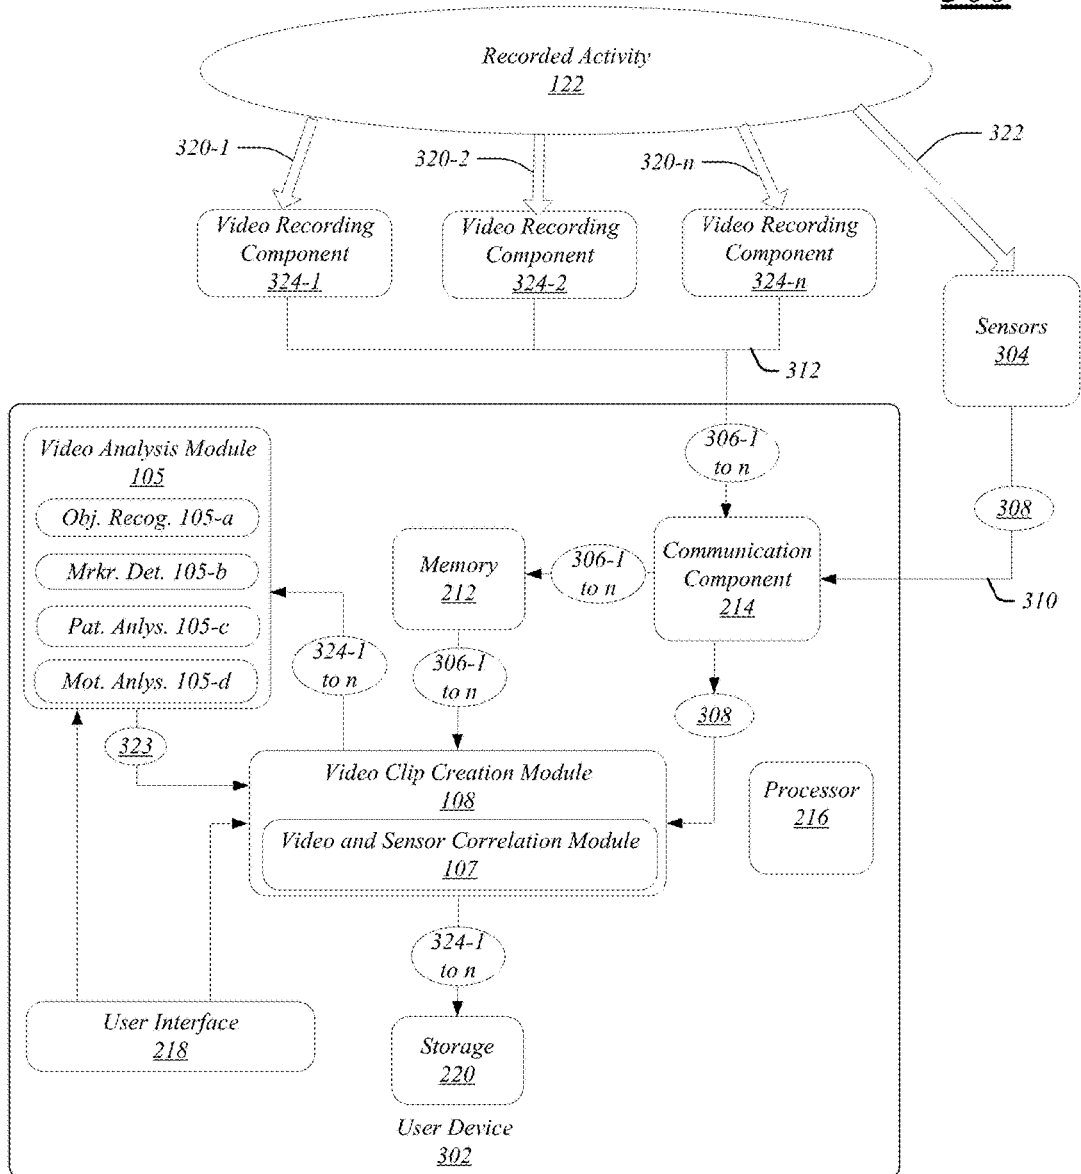 Recorded Activity
122
320-1
320-2
320-n
322
Video Recording
Component
324-1
Video Recording
Component
324-2
Video Recording
Component
324-n
Sensors
304
312
306-1
to n
308
310
Video Analysis Module
105
Obj. Recog. 105-a
Mrkr. Det. 105-b
Pat. Anlys. 105-c
Mot. Anlys. 105-d
Memory
212
306-1
to n
Communication
Component
214
324-1
to n
306-1
to n
308
323
Video Clip Creation Module
108
Video and Sensor Correlation Module
107
Processor
216
324-1
to n
User Interface
218
Storage
220
User Device
302